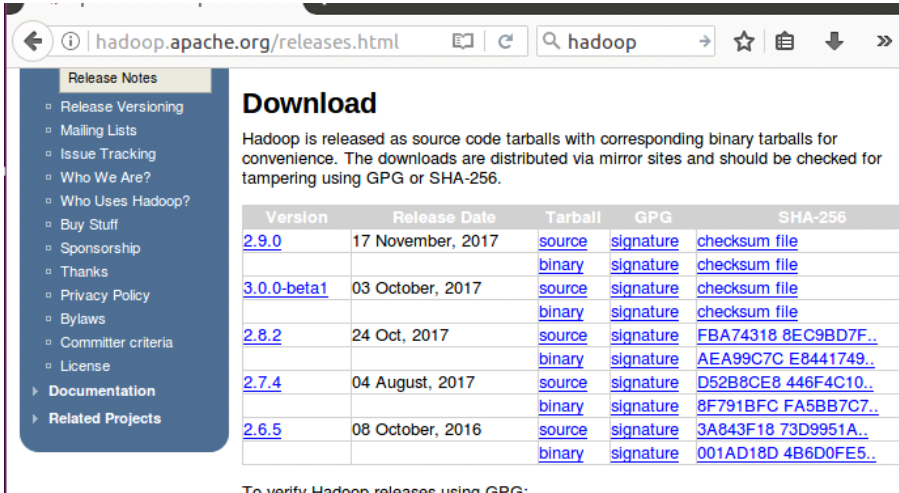 hadoop.apache.org/releases.html
hadoop
Release Notes
Release Versioning
Mailing Lists
Issue Tracking
Who We Are?
Who Uses Hadoop?
Buy Stuff
Sponsorship
Thanks
Privacy Policy
Bylaws
Committer criteria
License
Documentation
Related Projects
Download
Hadoop is released as source code tarballs with corresponding binary tarballs for
convenience. The downloads are distributed via mirror sites and should be checked for
tampering using GPG or SHA-256.
Version Release Date Tarball GPG SHA-256
2.9.0 17 November, 2017 source signature checksum file
binary signature checksum file
3.0.0-beta1 03 October, 2017 source signature checksum file
binary signature checksum file
2.8.2 24 Oct, 2017 source signature FBA74318 8EC9BD7F..
binary signature AEA99C7C E8441749..
2.7.4 04 August, 2017 source signature D52B8CE8 446F4C10..
binary signature 8F791BFC FA5BB7C7..
2.6.5 08 October, 2016 source signature 3A843F18 73D9951A..
binary signature 001AD18D 4B6D0FE5..
To verify Hadoop releases using GPG: